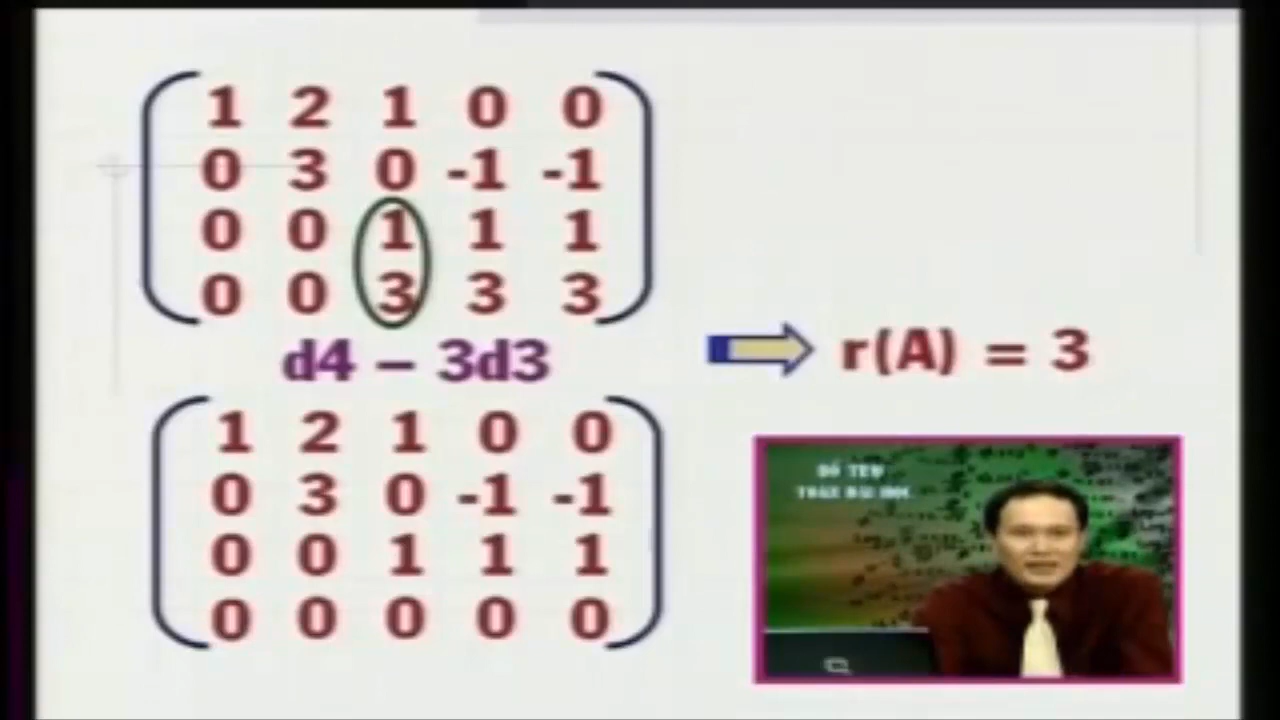 1 2 1 0 0
0 3 0 -1 -1
0 0 1 1 1
0 0 3 3 3
d4 – 3d3
r(A) = 3
1 2 1 0 0
0 3 0 -1 -1
0 0 1 1 1
0 0 0 0 0